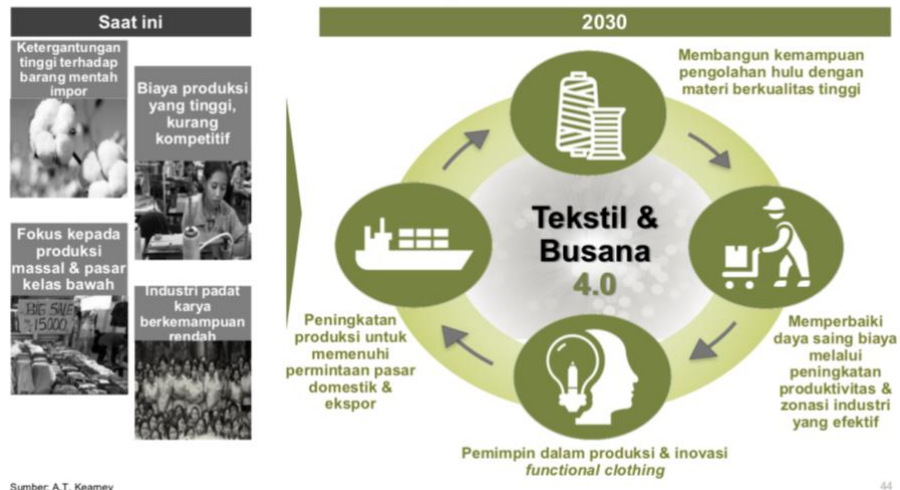 Saat ini
Ketergantungan
tinggi terhadap
barang mentah
impor
Biaya produksi
yang tinggi,
kurang
kompetitif
Fokus kepada
produksi
massal & pasar
kelas bawah
BIG SALE
15.000
Industri padat
karya
berkemampuan
rendah
2030
Membangun kemampuan
pengolahan hulu dengan
materi berkualitas tinggi
Tekstil &
Busana
4.0
Memperbaiki
daya saing biaya
melalui
peningkatan
produktivitas &
zonasi industri
yang efektif
Pemimpin dalam produksi & inovasi
functional clothing
Peningkatan
produksi untuk
memenuhi
permintaan pasar
domestik &
ekspor
Sumber: A.T. Kearney
44